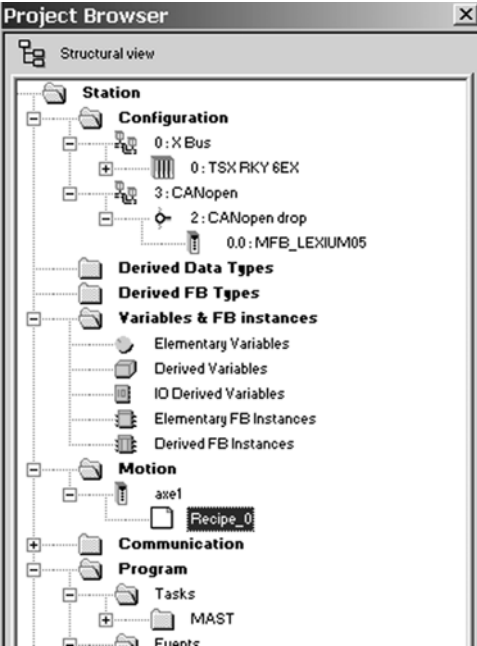 Project Browser
Structural view
Station
Configuration
0 : X Bus
0 : TSX RKY 6EX
3 : CANopen
2 : CANopen drop
0.0 : MFB_LEXIUM05
Derived Data Types
Derived FB Types
Variables & FB instances
Elementary Variables
Derived Variables
IO Derived Variables
Elementary FB Instances
Derived FB Instances
Motion
axe1
Recipe_0
Communication
Program
Tasks
MAST
Events